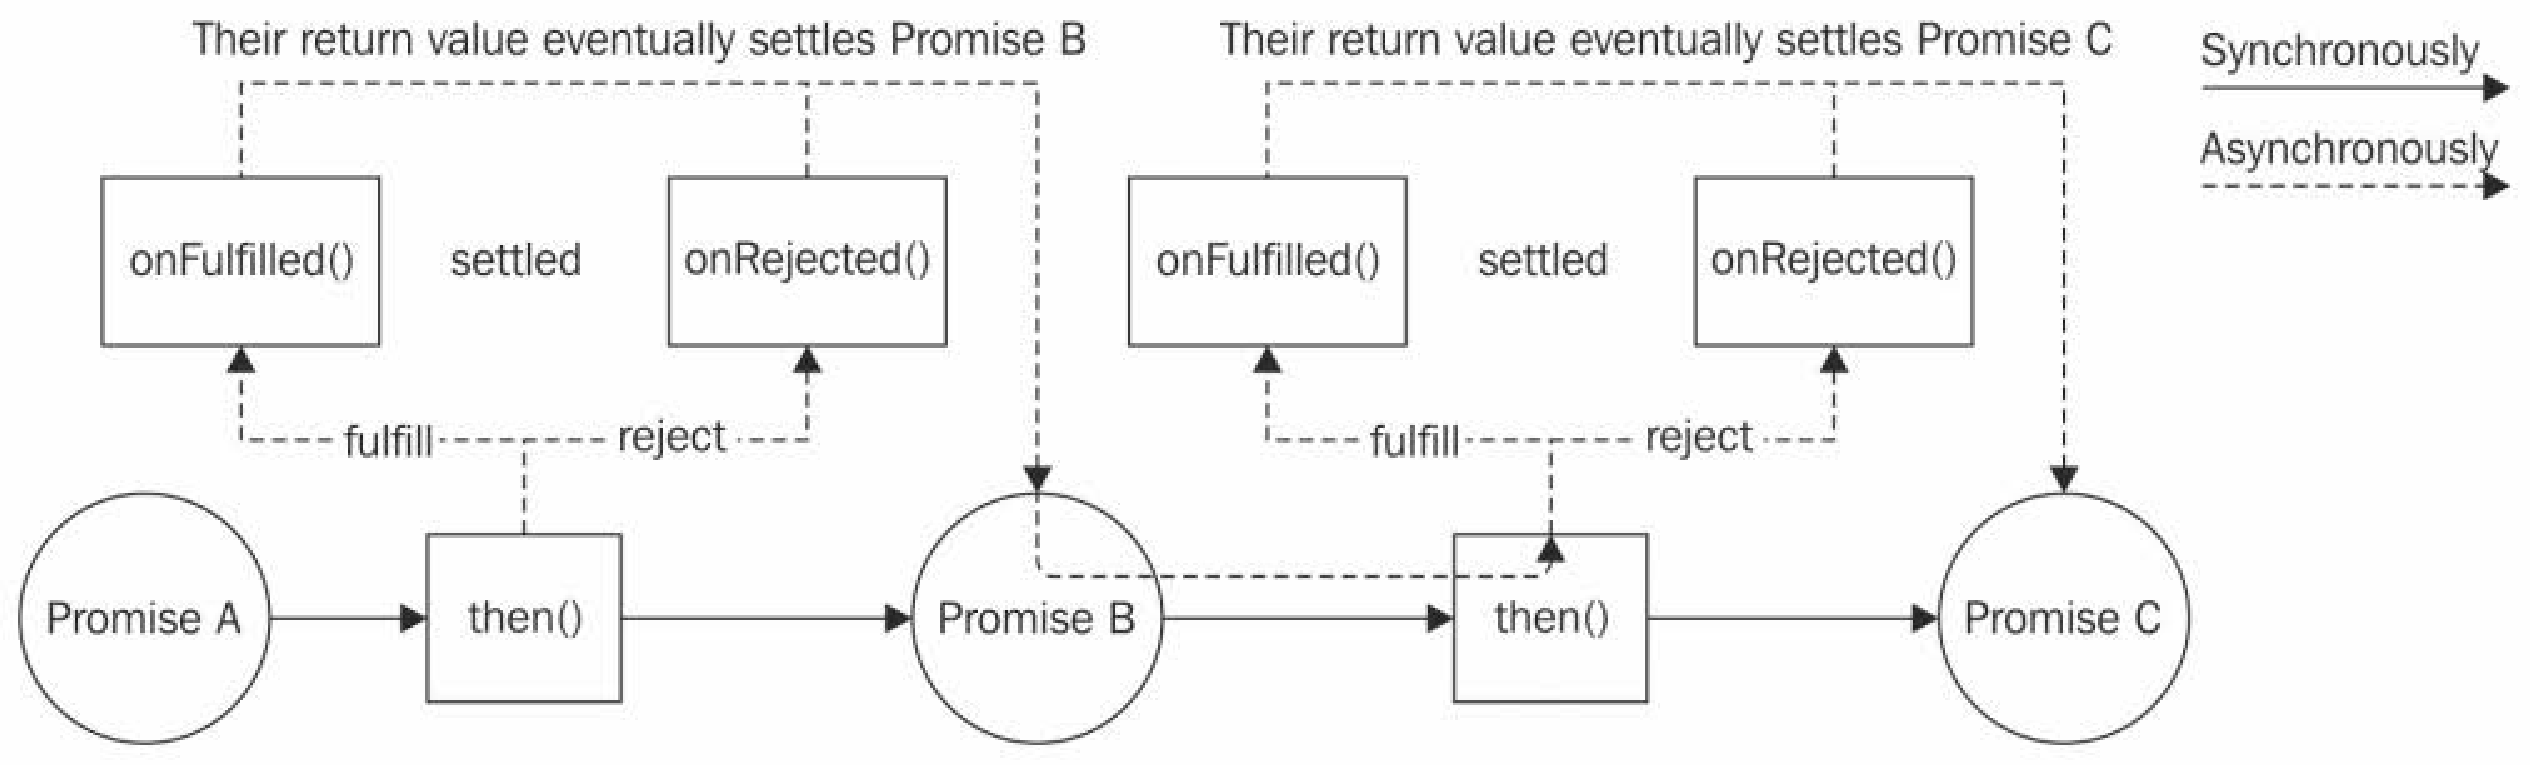 Their return value eventually settles Promise B
Their return value eventually settles Promise C
Synchronously
Asynchronously
onFulfilled()
settled
onRejected()
onFulfilled()
settled
onRejected()
fulfill
reject
fulfill
reject
Promise A
then()
Promise B
then()
Promise C